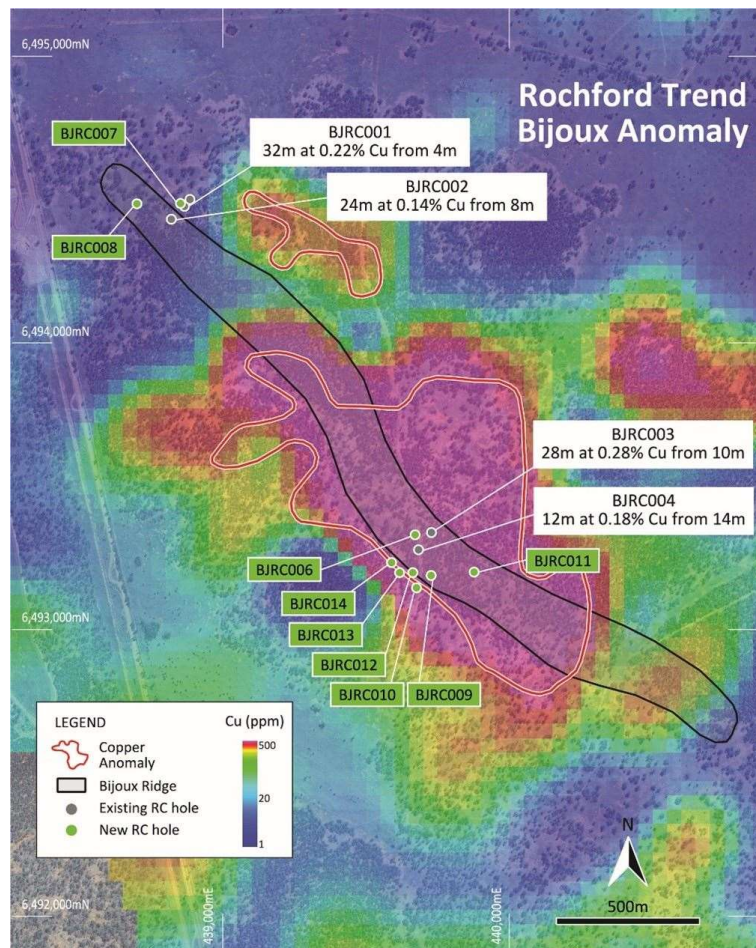 6,495,000mN
Rochford Trend
Bijoux Anomaly
BJRC007
BJRC001
32m at 0.22% Cu from 4m
BJRC002
24m at 0.14% Cu from 8m
BJRC008
6,494,000mN
BJRC003
28m at 0.28% Cu from 10m
BJRC004
12m at 0.18% Cu from 14m
BJRC006
BJRC011
BJRC014
BJRC013
6,493,000mN
BJRC012
BJRC010
BJRC009
LEGEND
Copper
Anomaly
Bijoux Ridge
Existing RC hole
New RC hole
Cu (ppm)
500
20
1
N
500m
6,492,000mN
439,000mE
440,000mE